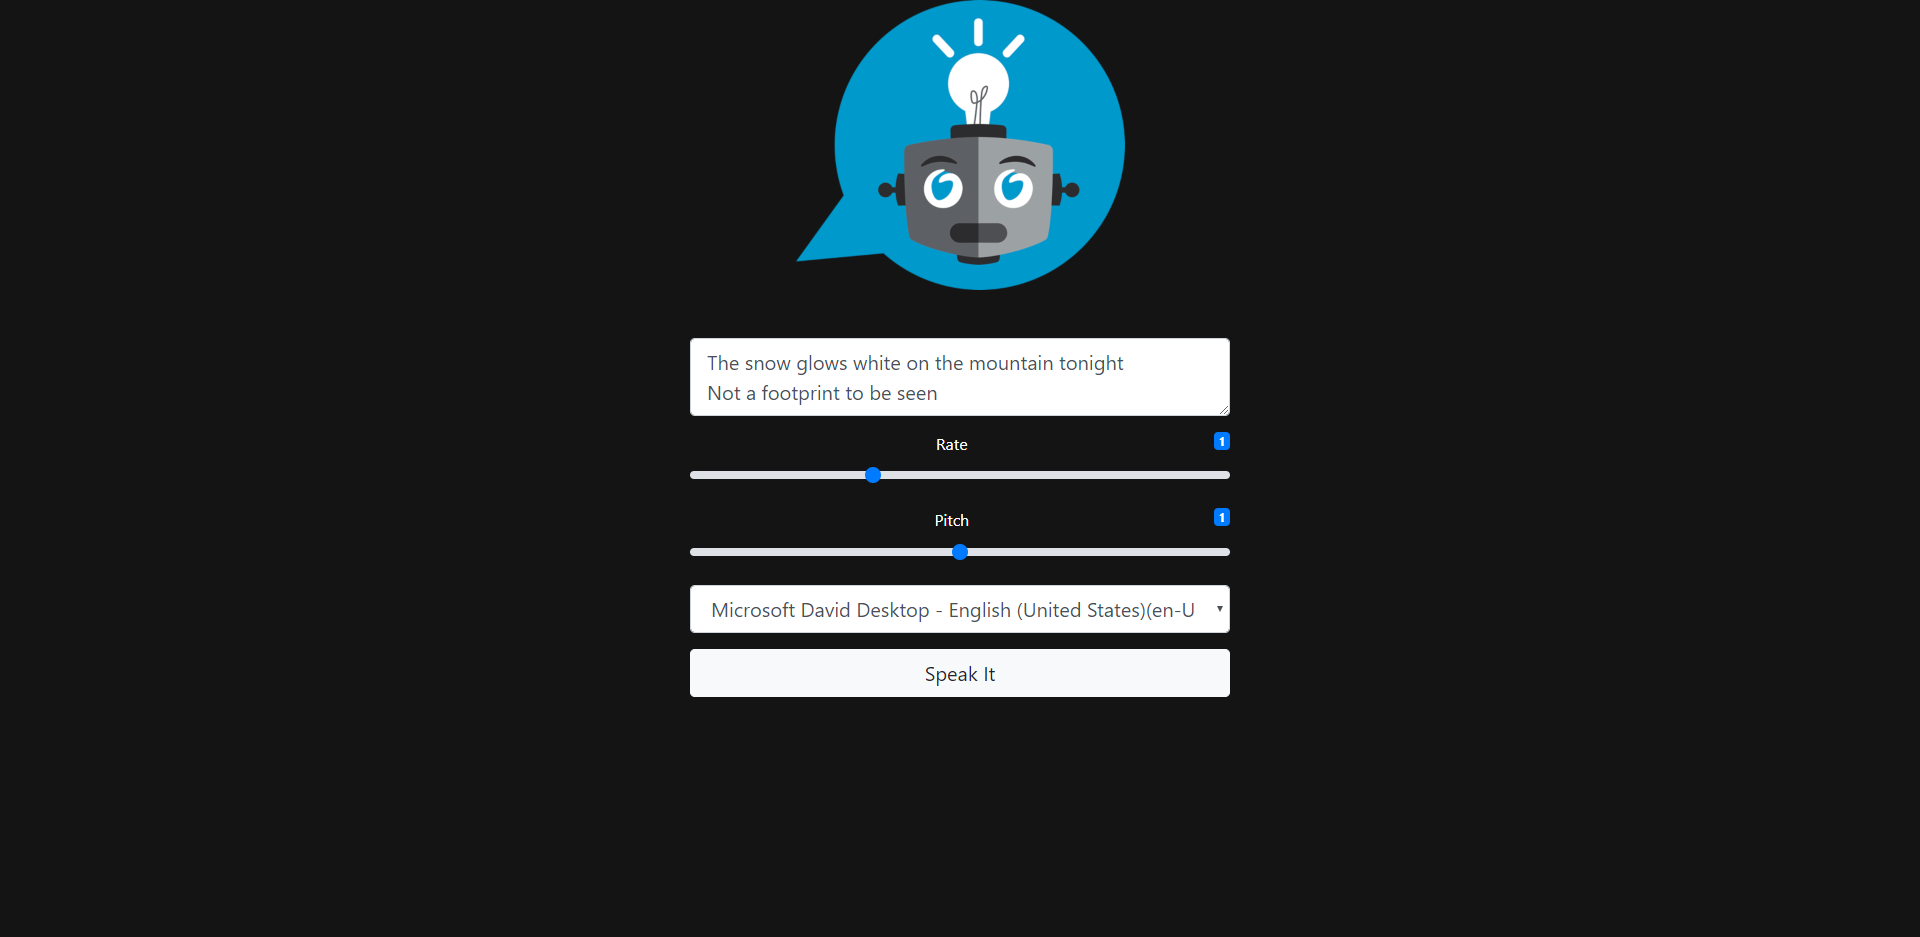 The snow glows white on the mountain tonight
Not a footprint to be seen
Rate 1
Pitch 1
Microsoft David Desktop - English (United States)(en-U
Speak It